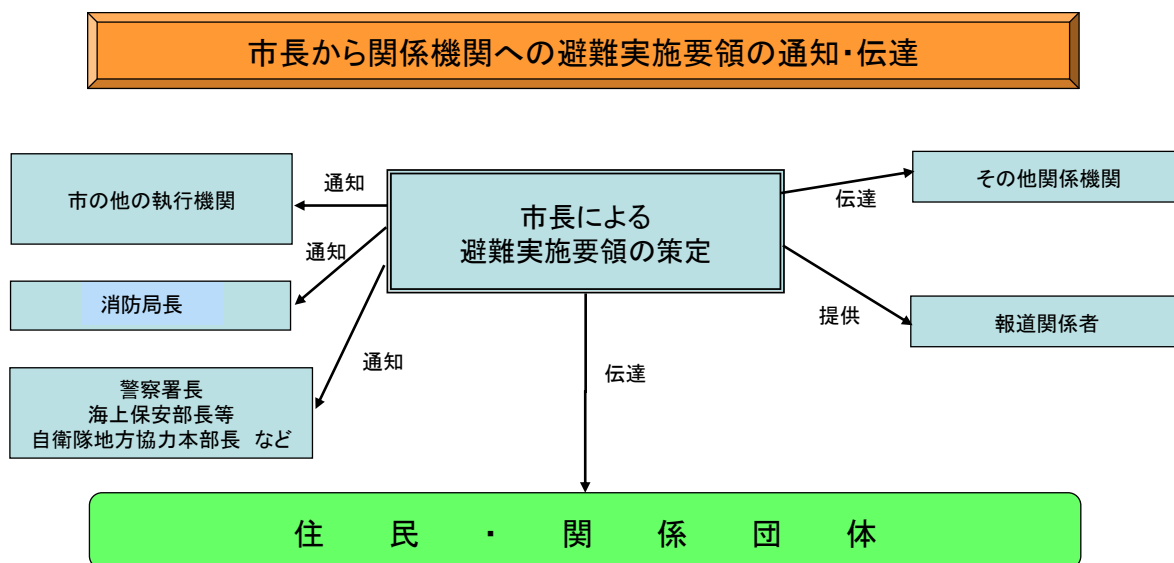 市長から関係機関への避難実施要領の通知・伝達
市の他の執行機関
通知
市長による
避難実施要領の策定
伝達
その他関係機関
通知
消防局長
提供
報道関係者
通知
警察署長
海上保安部長等
自衛隊地方協力本部長 など
伝達
住民・関係団体